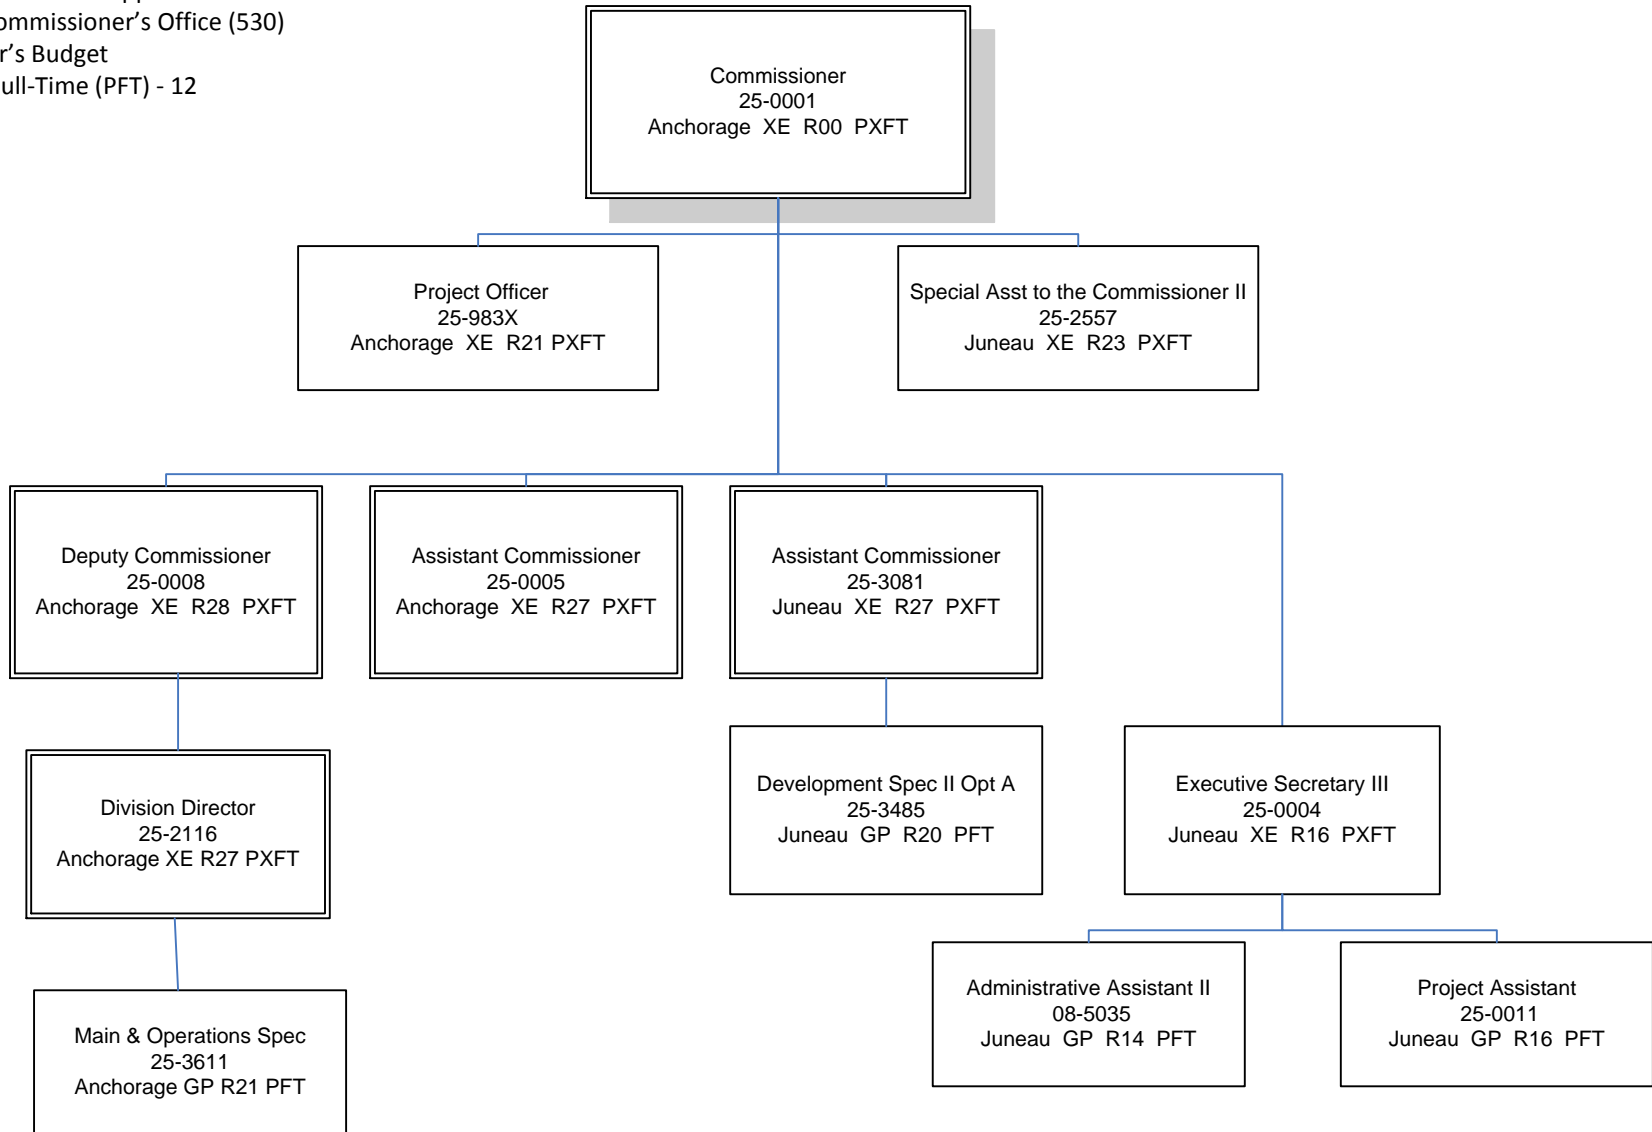 Commissioner's Office (530)
Budget
(PFT) - 12
Commissioner
25-0001
Anchorage XE R00 PXFT
Project Officer
25-983X
Anchorage XE R21 PXFT
Special Asst to the Commissioner II
25-2557
Juneau XE R23 PXFT
Deputy Commissioner
25-0008
Anchorage XE R28 PXFT
Assistant Commissioner
25-0005
Anchorage XE R27 PXFT
Assistant Commissioner
25-3081
Juneau XE R27 PXFT
Division Director
25-2116
Anchorage XE R27 PXFT
Development Spec II Opt A
25-3485
Juneau GP R20 PFT
Executive Secretary III
25-0004
Juneau XE R16 PXFT
Main & Operations Spec
25-3611
Anchorage GP R21 PFT
Administrative Assistant II
08-5035
Juneau GP R14 PFT
Project Assistant
25-0011
Juneau GP R16 PFT